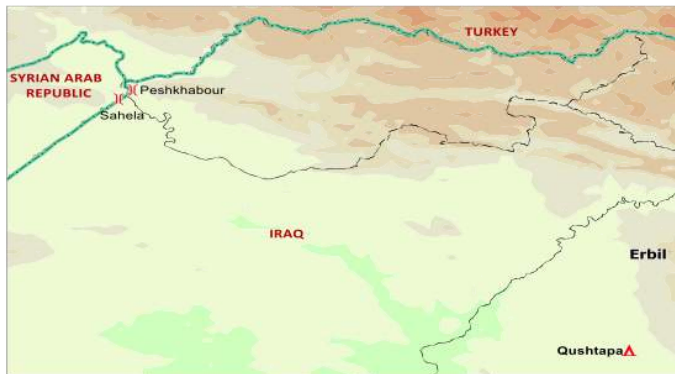 TURKEY
SYRIAN ARAB
REPUBLIC
Peshkhabour
Sahela
IRAQ
Erbil
Qushtapa